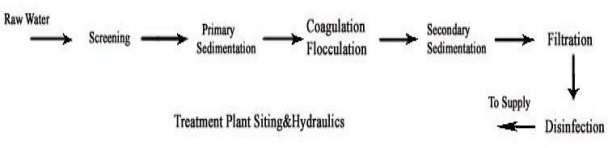 Raw Water
Screening
Primary
Sedimentation
Coagulation
Flocculation
Secondary
Sedimentation
Filtration
To Supply
Disinfection
Treatment Plant Siting&Hydraulics